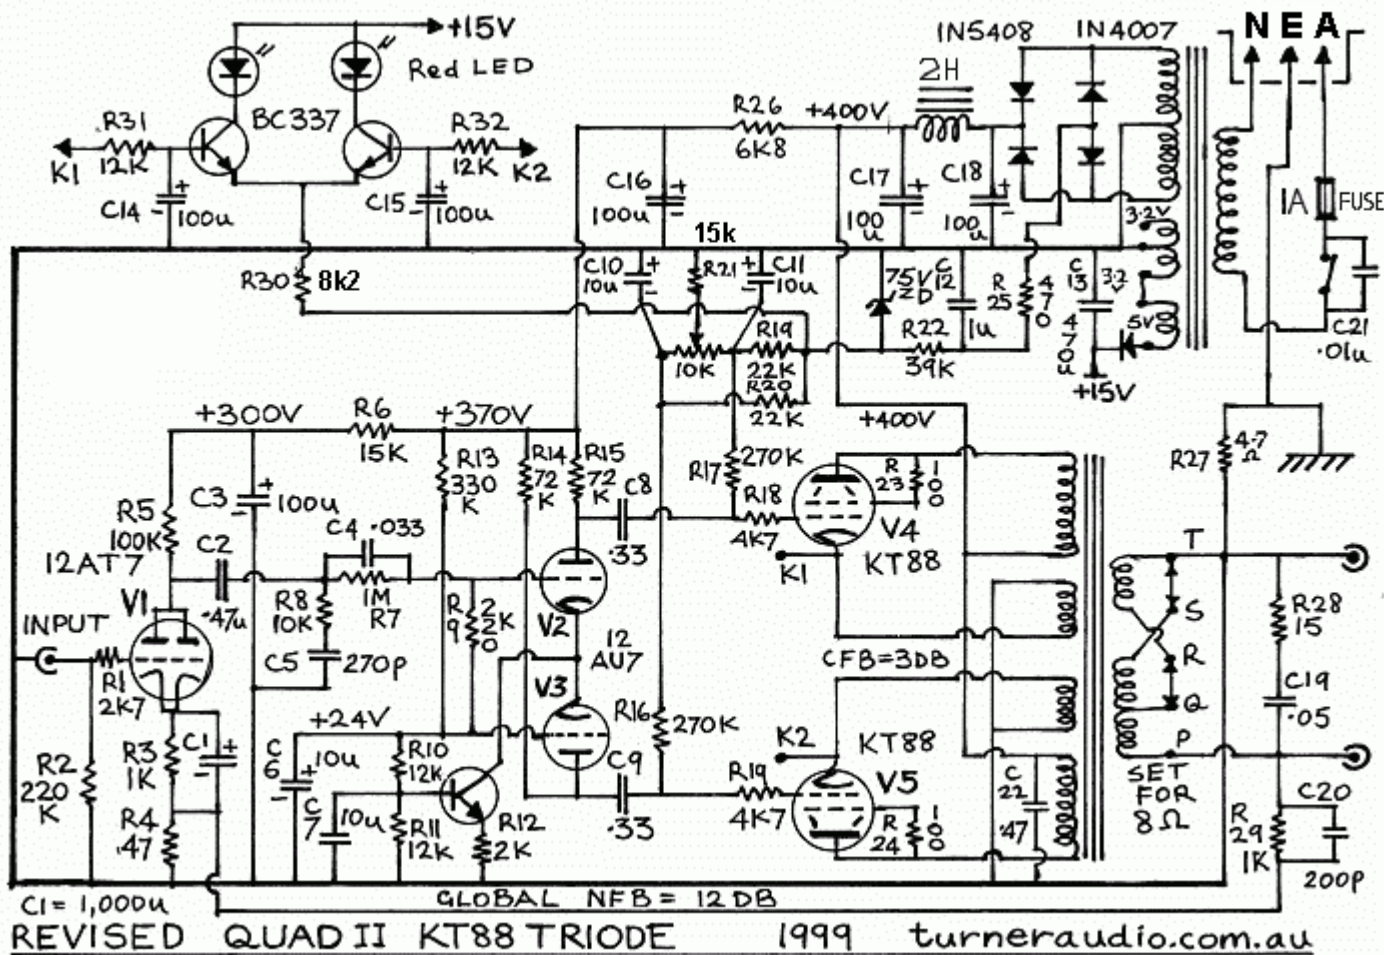 +15V
Red LED
BC337
R31
12K
K1
R32
12K
K2
C14
100u
C15
100u
R30
8k2
IN5408
IN4007
N E A
2H
+400V
R26
6K8
C16
100u
C17
100u
C18
100u
1A
FUSE
3.2V
3.2V
5V
+15V
C21
.01u
15k
C10
10u
R21
C11
10u
75V ZD
C12
1u
R25
470
C13
470u
10K
R19
22K
R20
22K
R22
39K
+400V
+300V
R6
15K
+370V
R5
100K
C3
100u
R13
330K
R14
72K
R15
72K
C8
.33
R17
270K
R18
4K7
R23
100
V4
KT88
K1
R27
4.7Ω
12AT7
V1
C2
.47u
C4 .033
1M
R7
R8
10K
C5
270P
R9
2K
220
V2
12AU7
V3
INPUT
R1
2K7
R2
220K
R3
1K
R4
.47
C1
+24V
C6
10u
C7
10u
R10
12K
R11
12K
R12
2K
R16
270K
C9
.33
CFB=3DB
K2
KT88
R19
4K7
V5
R24
100
C22
.47
T
S
R
Q
P
SET FOR 8Ω
R28
15
C19
.05
R29
1K
C20
200P
C1 = 1,000u
GLOBAL NFB = 12DB
REVISED QUAD II KT88 TRIODE 1999 turneraudio.com.au